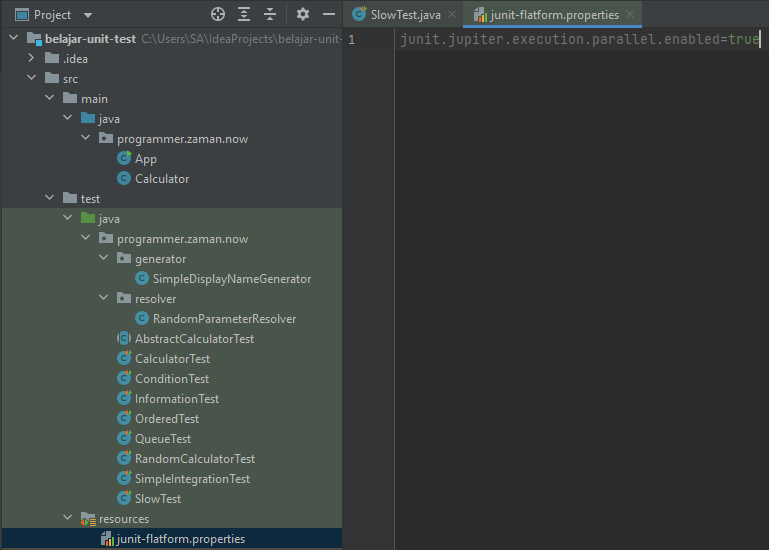 Project
SlowTest.java
junit-flatform.properties
belajar-unit-test C:\Users\SA\IdeaProjects\belajar-unit-
1 junit.jupiter.execution.parallel.enabled=true
.idea
src
main
java
programmer.zaman.now
App
Calculator
test
java
programmer.zaman.now
generator
SimpleDisplayNameGenerator
resolver
RandomParameterResolver
AbstractCalculatorTest
CalculatorTest
ConditionTest
InformationTest
OrderedTest
QueueTest
RandomCalculatorTest
SimpleIntegrationTest
SlowTest
resources
junit-flatform.properties